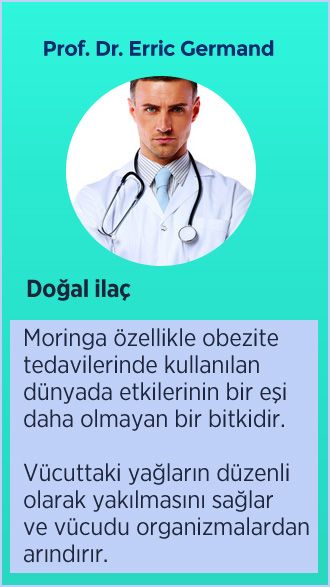 Prof. Dr. Erric Germand
Doğal ilaç
Moringa özellikle obezite
tedavilerinde kullanılan
dünyada etkilerinin bir eşi
daha olmayan bir bitkidir.
Vücuttaki yağların düzenli
olarak yakılmasını sağlar
ve vücudu organizmalardan
arındırır.